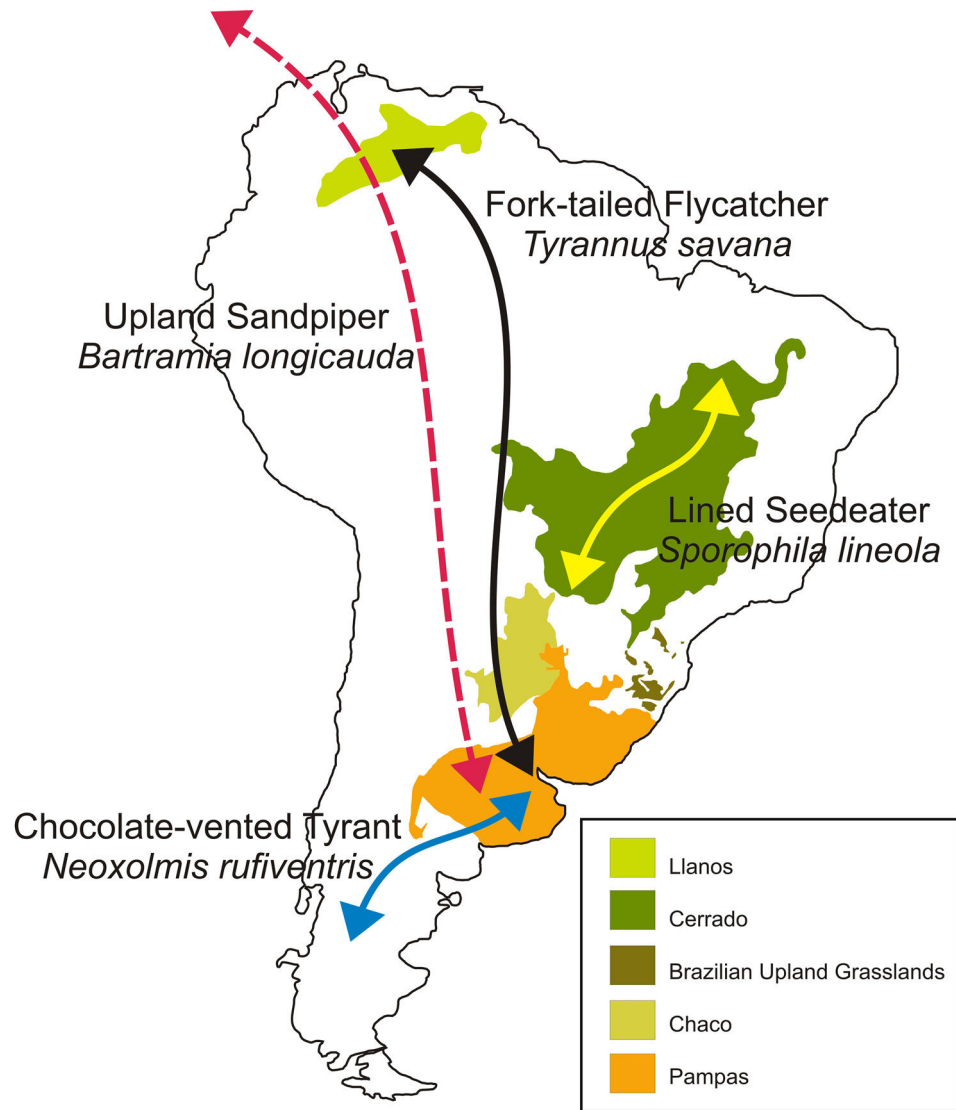 Fork-tailed Flycatcher
Tyrannus savana
Upland Sandpiper
Bartramia longicauda
Lined Seedeater
Sporophila lineola
Chocolate-vented Tyrant
Neoxolmis rufiventris
Llanos
Cerrado
Brazilian Upland Grasslands
Chaco
Pampas